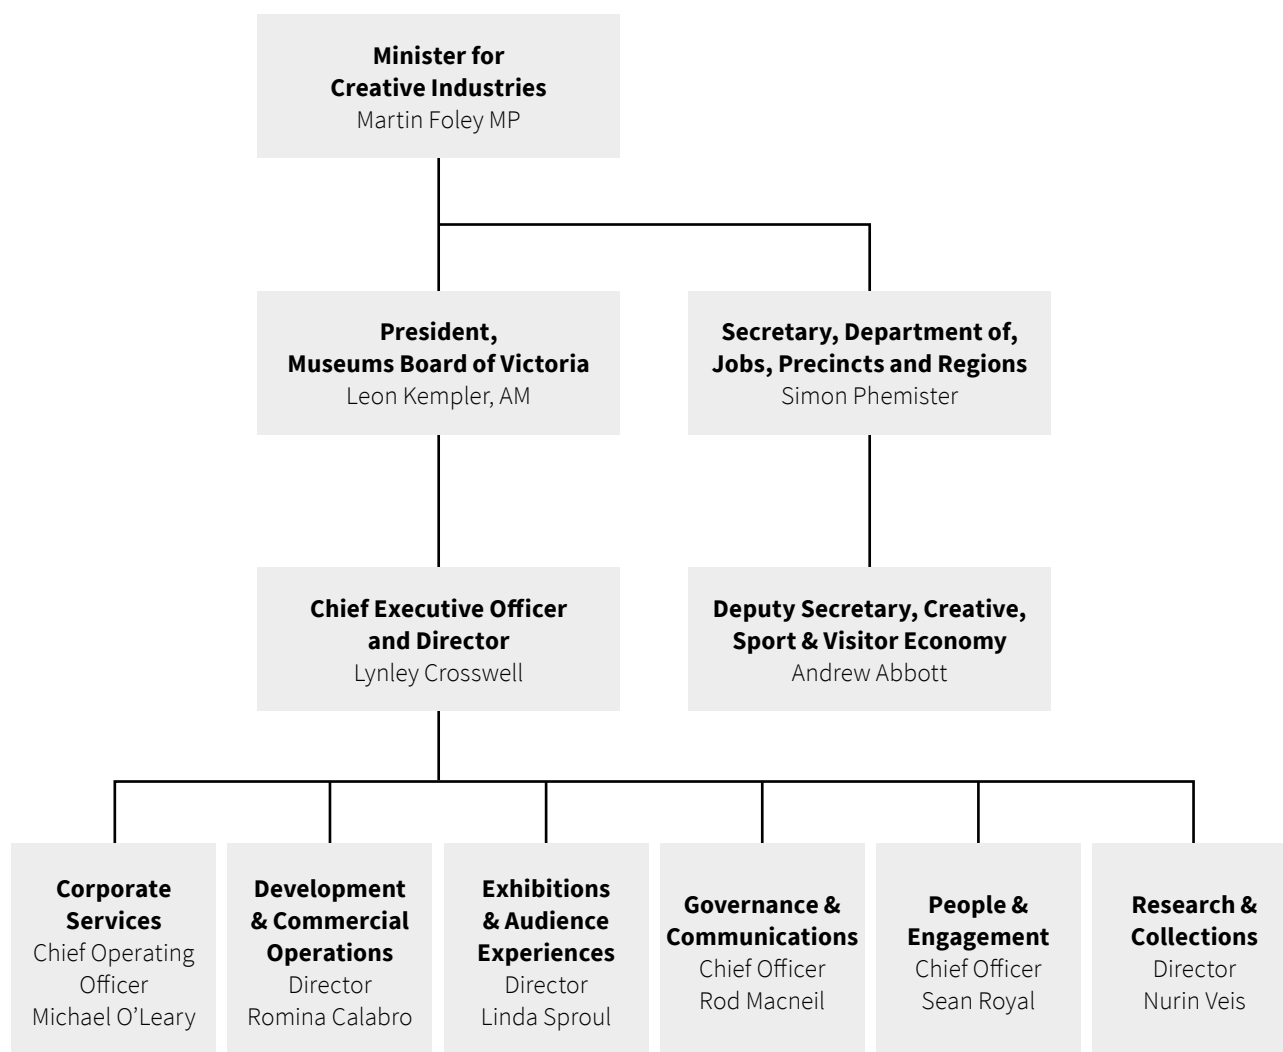 Minister for
Creative Industries
Martin Foley MP
President,
Museums Board of Victoria
Leon Kempler, AM
Secretary, Department of,
Jobs, Precincts and Regions
Simon Phemister
Chief Executive Officer
and Director
Lynley Crosswell
Deputy Secretary, Creative,
Sport & Visitor Economy
Andrew Abbott
Corporate
Services
Chief Operating
Officer
Michael O’Leary
Development
& Commercial
Operations
Director
Romina Calabro
Exhibitions
& Audience
Experiences
Director
Linda Sproul
Governance &
Communications
Chief Officer
Rod Macneil
People &
Engagement
Chief Officer
Sean Royal
Research &
Collections
Director
Nurin Veis